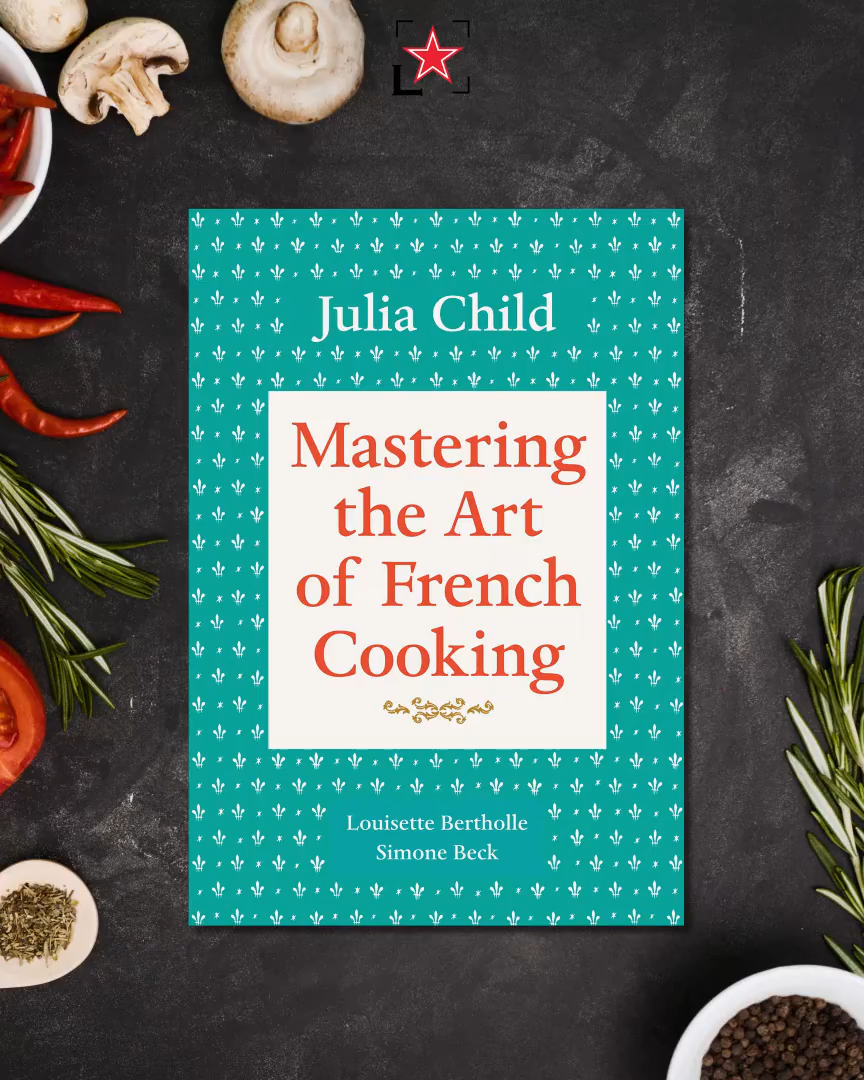 L
Julia Child
Mastering
the Art
of French
Cooking
Louisette Bertholle
Simone Beck